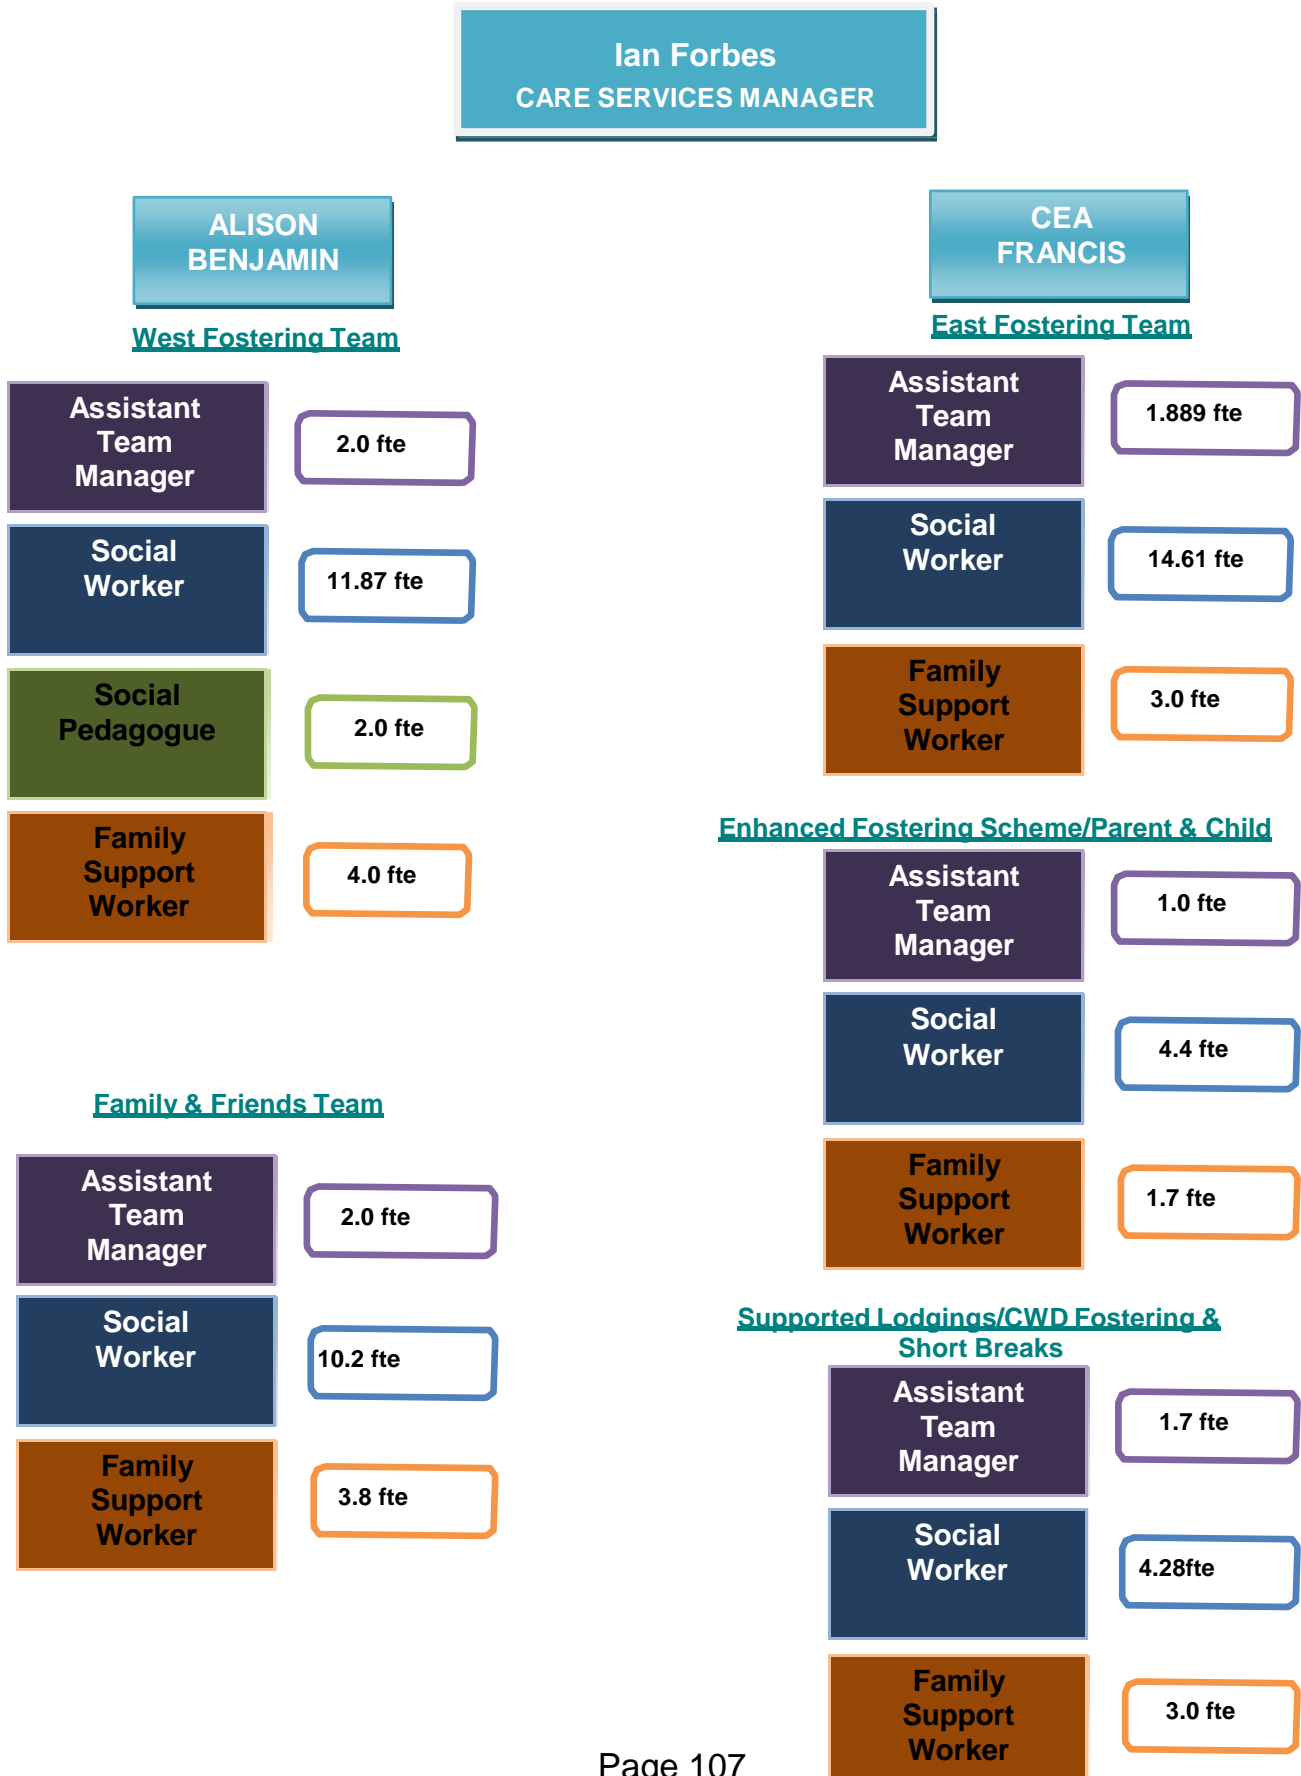 Ian Forbes
CARE SERVICES MANAGER
ALISON
BENJAMIN
West Fostering Team
Assistant
Team
Manager
2.0 fte
Social
Worker
11.87 fte
Social
Pedagogue
2.0 fte
Family
Support
Worker
4.0 fte
Family & Friends Team
Assistant
Team
Manager
2.0 fte
Social
Worker
10.2 fte
Family
Support
Worker
3.8 fte
CEA
FRANCIS
East Fostering Team
Assistant
Team
Manager
1.889 fte
Social
Worker
14.61 fte
Family
Support
Worker
3.0 fte
Enhanced Fostering Scheme/Parent & Child
Assistant
Team
Manager
1.0 fte
Social
Worker
4.4 fte
Family
Support
Worker
1.7 fte
Supported Lodgings/CWD Fostering &
Short Breaks
Assistant
Team
Manager
1.7 fte
Social
Worker
4.28fte
Family
Support
Worker
3.0 fte
Page 107